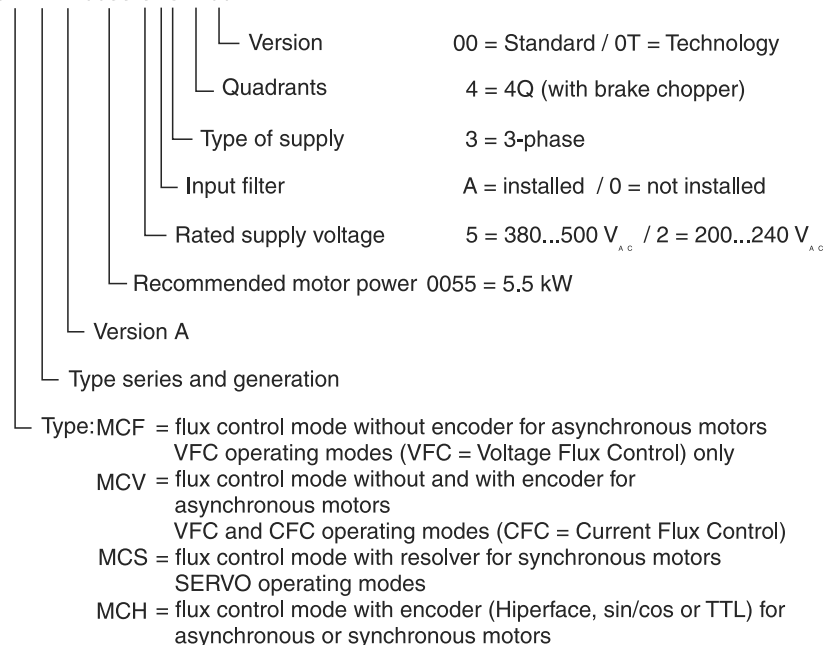 Version 00 = Standard / 0T = Technology
Quadrants 4 = 4Q (with brake chopper)
Type of supply 3 = 3-phase
Input filter A = installed / 0 = not installed
Rated supply voltage 5 = 380...500 V AC / 2 = 200...240 V AC
Recommended motor power 0055 = 5.5 kW
Version A
Type series and generation
Type: MCF = flux control mode without encoder for asynchronous motors
VFC operating modes (VFC = Voltage Flux Control) only
MCV = flux control mode without and with encoder for
asynchronous motors
VFC and CFC operating modes (CFC = Current Flux Control)
MCS = flux control mode with resolver for synchronous motors
SERVO operating modes
MCH = flux control mode with encoder (Hiperface, sin/cos or TTL) for
asynchronous or synchronous motors